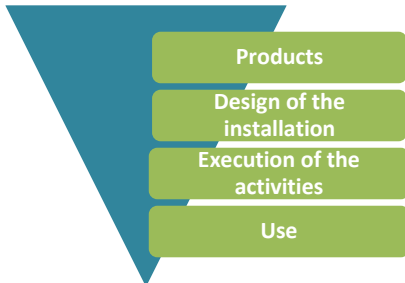 Products
Design of the
installation
Execution of the
activities
Use